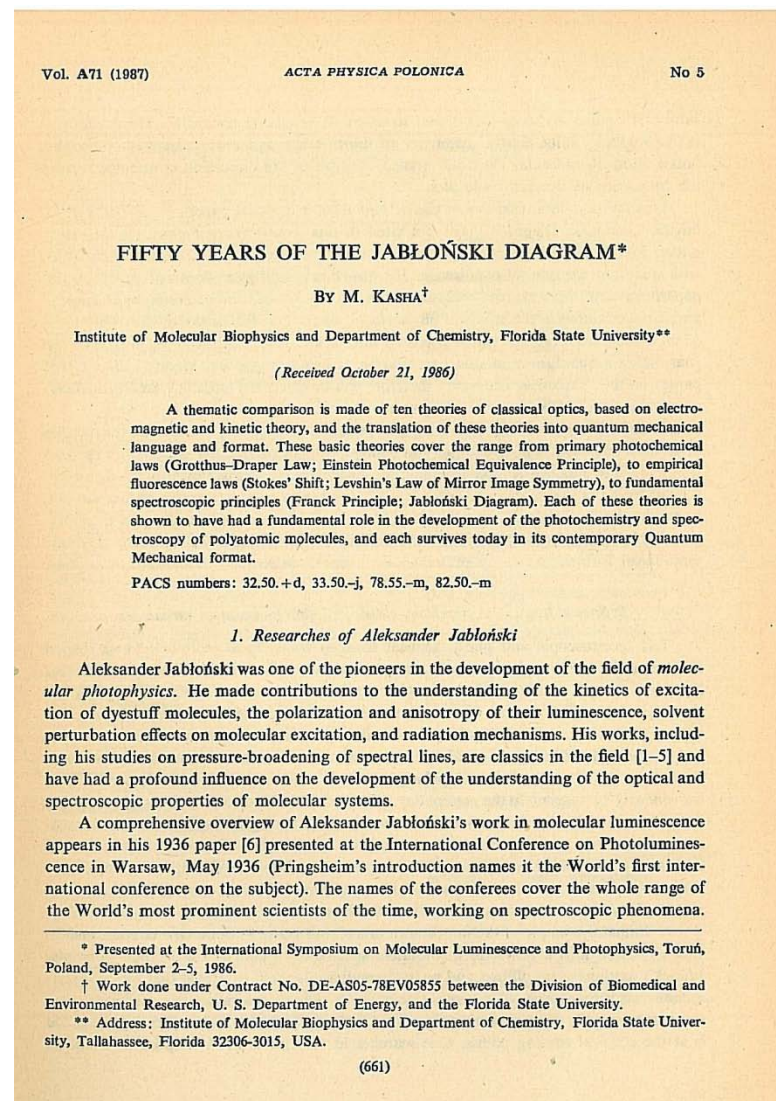 Vol. A71 (1987)
ACTA PHYSICA POLONICA
No 5
FIFTY YEARS OF THE JABŁOŃSKI DIAGRAM*
BY M. KASHA†
Institute of Molecular Biophysics and Department of Chemistry, Florida State University**
(Received October 21, 1986)
A thematic comparison is made of ten theories of classical optics, based on electro-
magnetic and kinetic theory, and the translation of these theories into quantum mechanical
language and format. These basic theories cover the range from primary photochemical
laws (Grotthus–Draper Law; Einstein Photochemical Equivalence Principle), to empirical
fluorescence laws (Stokes' Shift; Levshin's Law of Mirror Image Symmetry), to fundamental
spectroscopic principles (Franck Principle; Jabłoński Diagram). Each of these theories is
shown to have had a fundamental role in the development of the photochemistry and spec-
troscopy of polyatomic molecules, and each survives today in its contemporary Quantum
Mechanical format.
PACS numbers: 32.50.+d, 33.50.–j, 78.55.–m, 82.50.–m
1. Researches of Aleksander Jabłoński
Aleksander Jabłoński was one of the pioneers in the development of the field of molec-
ular photophysics. He made contributions to the understanding of the kinetics of excita-
tion of dyestuff molecules, the polarization and anisotropy of their luminescence, solvent
perturbation effects on molecular excitation, and radiation mechanisms. His works, includ-
ing his studies on pressure-broadening of spectral lines, are classics in the field [1–5] and
have had a profound influence on the development of the understanding of the optical and
spectroscopic properties of molecular systems.
A comprehensive overview of Aleksander Jabłoński's work in molecular luminescence
appears in his 1936 paper [6] presented at the International Conference on Photolumines-
cence in Warsaw, May 1936 (Pringsheim's introduction names it the World's first inter-
national conference on the subject). The names of the conferees cover the whole range of
the World's most prominent scientists of the time, working on spectroscopic phenomena.
* Presented at the International Symposium on Molecular Luminescence and Photophysics, Toruń,
Poland, September 2–5, 1986.
† Work done under Contract No. DE-AS05-78EV05855 between the Division of Biomedical and
Environmental Research, U. S. Department of Energy, and the Florida State University.
** Address: Institute of Molecular Biophysics and Department of Chemistry, Florida State Univer-
sity, Tallahassee, Florida 32306-3015, USA.
(661)